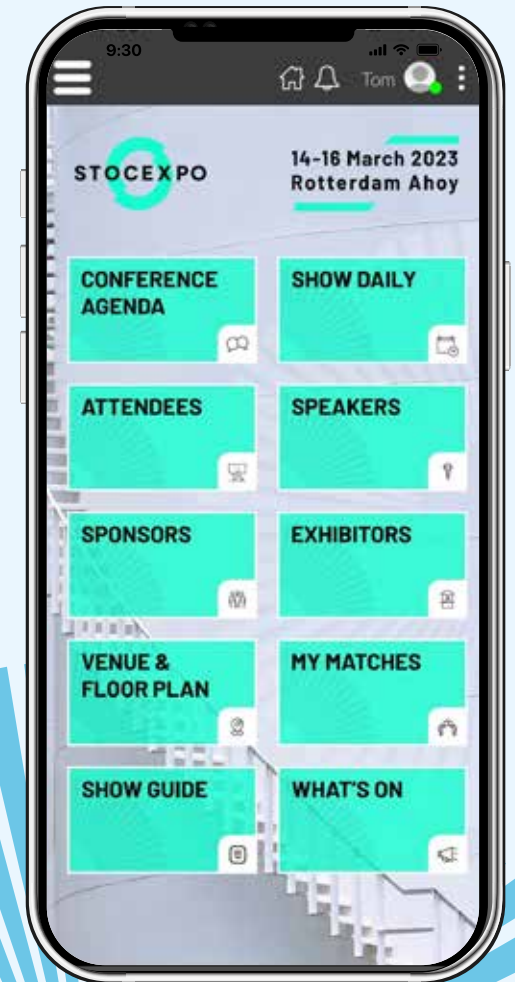 9:30
Tom
STOCEXPO
14-16 March 2023
Rotterdam Ahoy
CONFERENCE
AGENDA
SHOW DAILY
ATTENDEES
SPEAKERS
SPONSORS
EXHIBITORS
VENUE &
FLOOR PLAN
MY MATCHES
SHOW GUIDE
WHAT'S ON